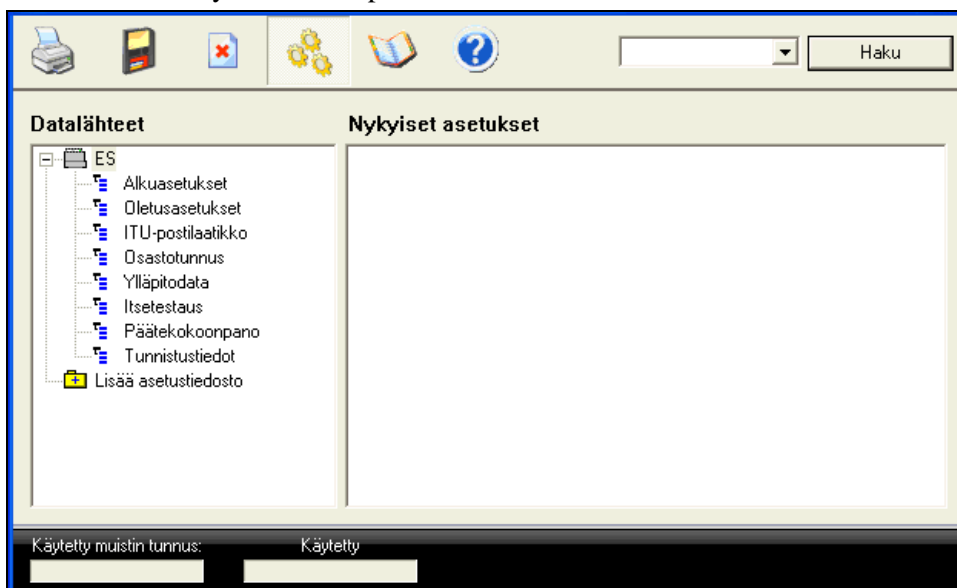 Haku
Datalähteet
Nykyiset asetukset
ES
Alkuasetukset
Oletusasetukset
ITU-postilaatikko
Osastotunnus
Ylläpitodata
Itsetestaus
Päätekokoonpano
Tunnistustiedot
Lisää asetustiedosto
Käytetty muistin tunnus:
Käytetty